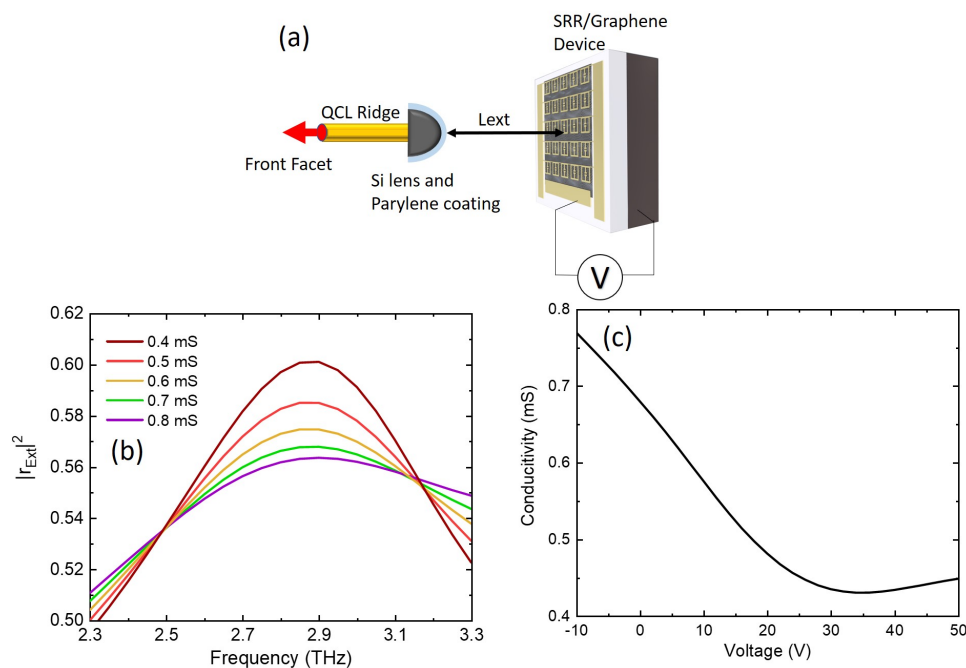 (a)
SRR/Graphene
Device
QCL Ridge
Lext
Front Facet
Si lens and
Parylene coating
V
0.62
0.60
0.58
0.56
0.54
0.52
0.50
|rExt|²
0.4 mS
0.5 mS
0.6 mS
0.7 mS
0.8 mS
(b)
2.3 2.5 2.7 2.9 3.1 3.3
Frequency (THz)
0.8
0.7
0.6
0.5
0.4
Conducitivity (mS)
(c)
-10 0 10 20 30 40 50
Voltage (V)